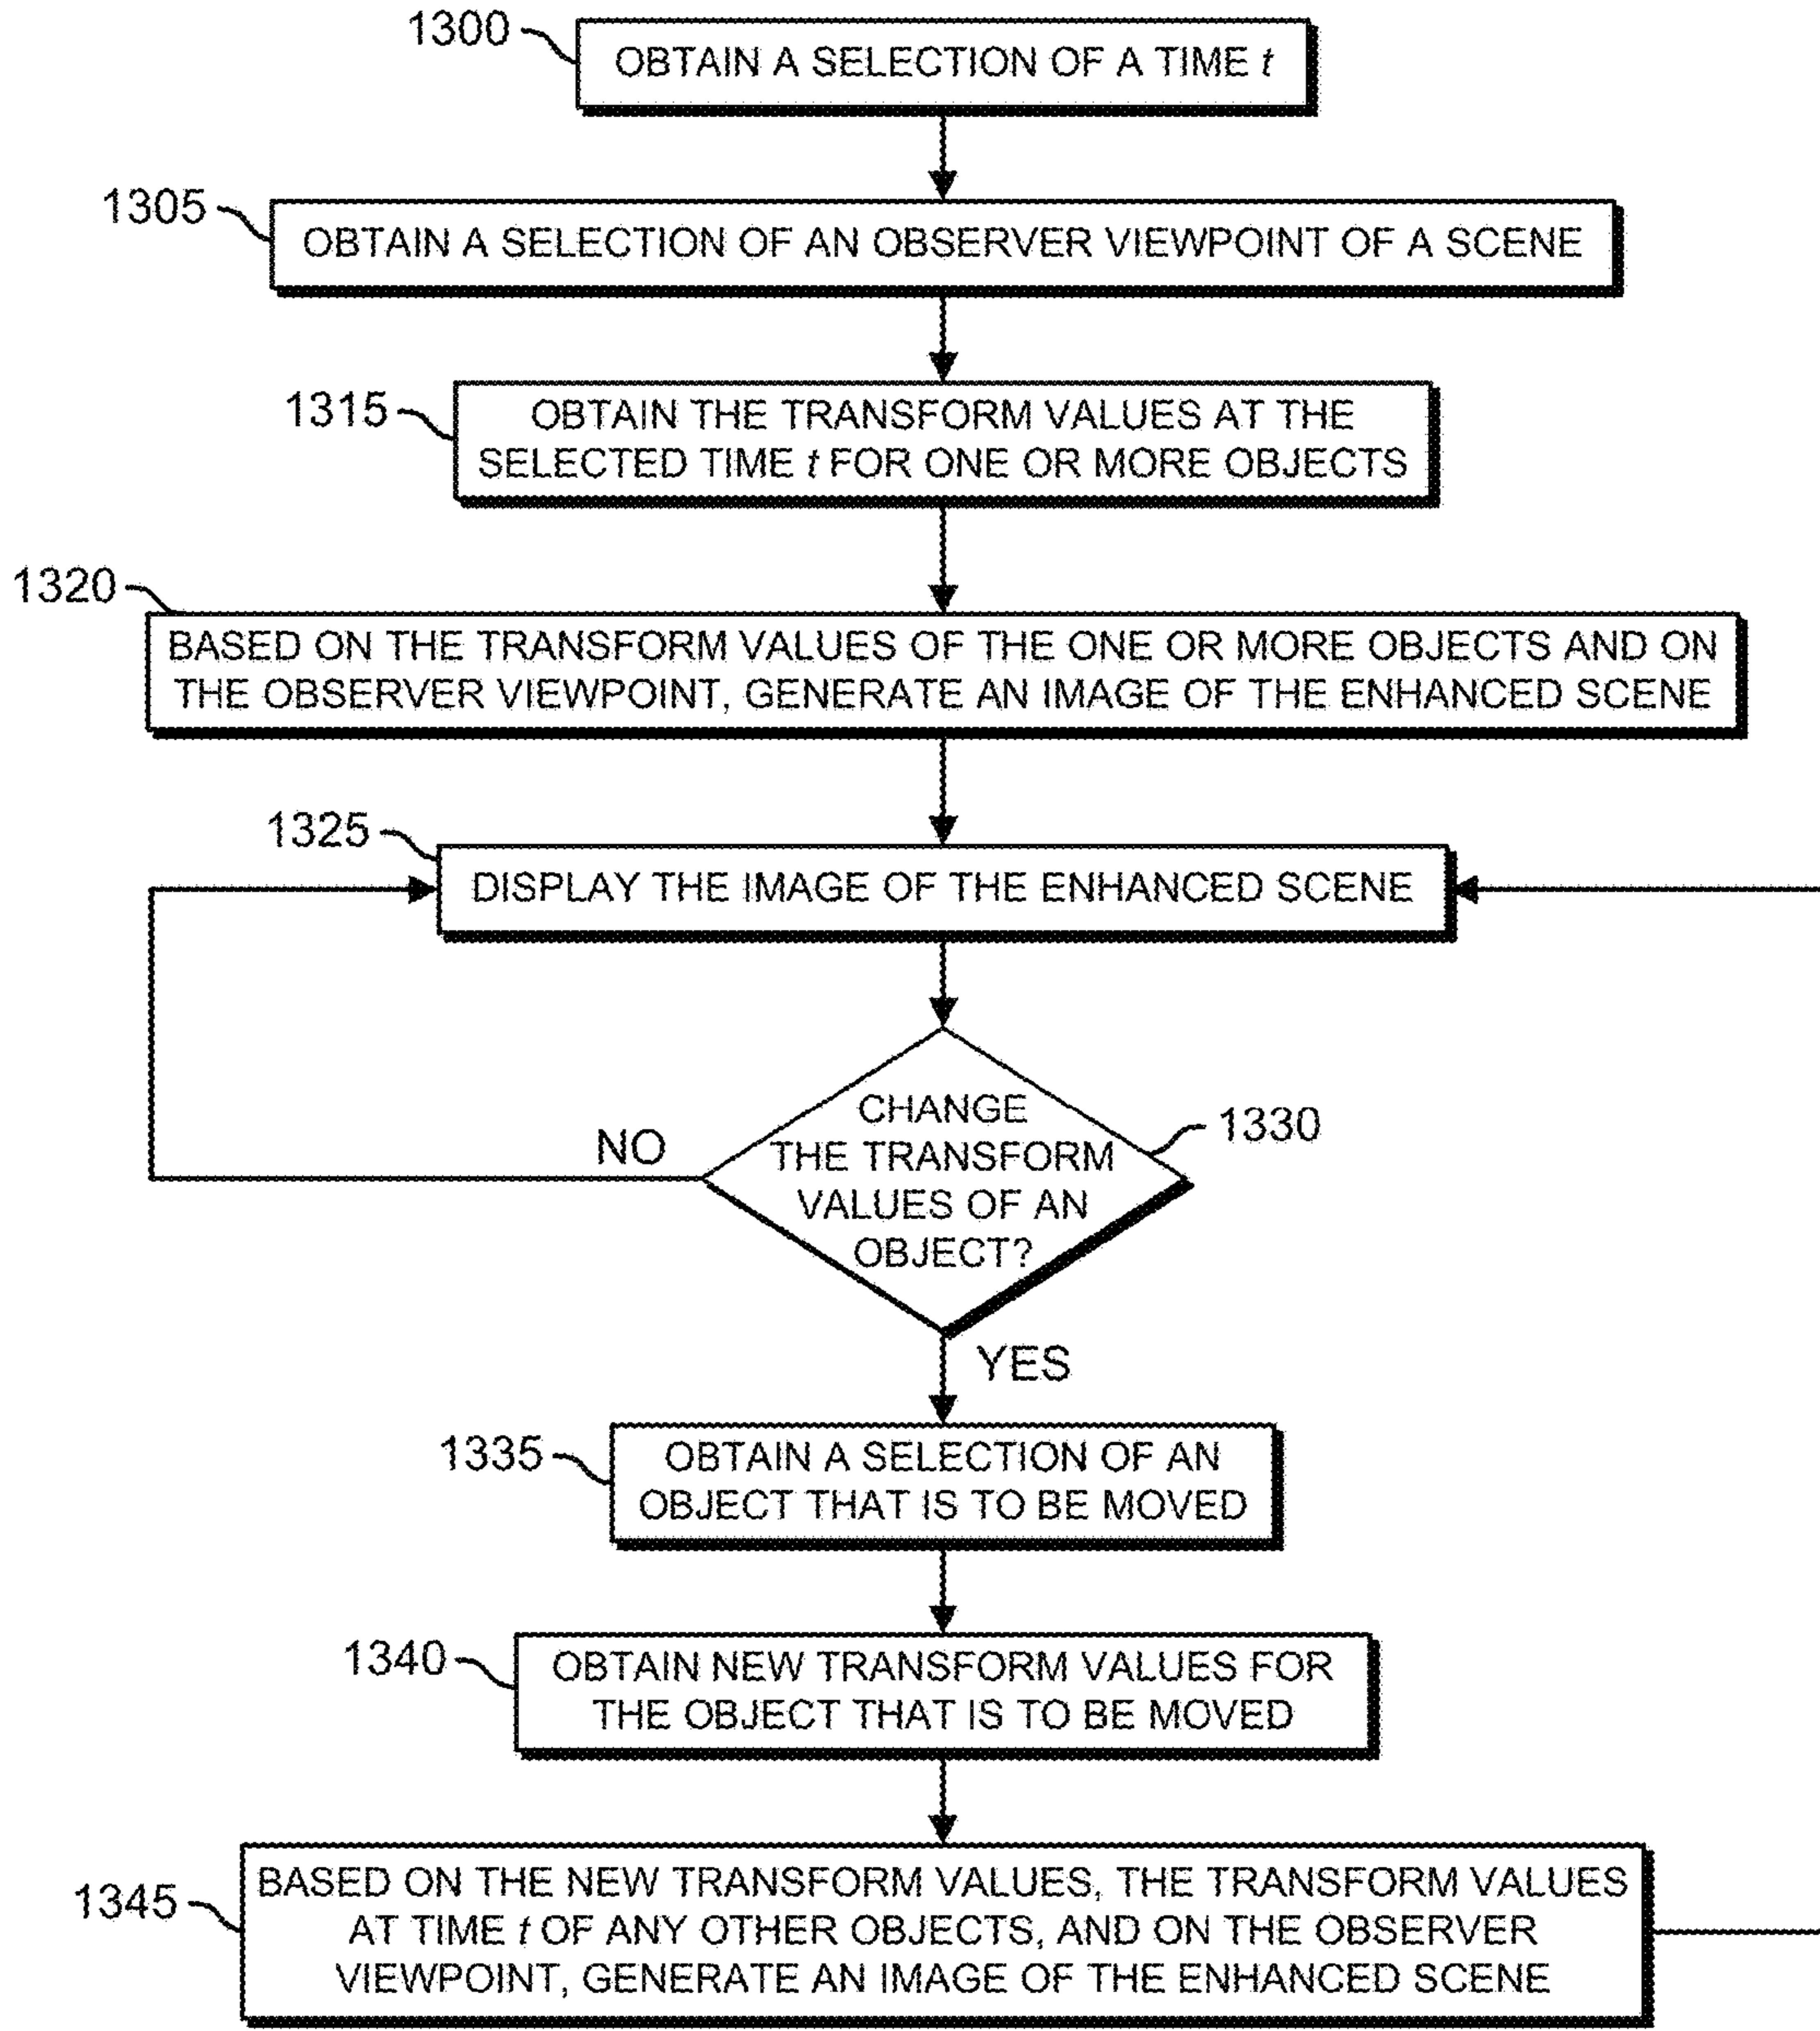 1300
OBTAIN A SELECTION OF A TIME t
1305
OBTAIN A SELECTION OF AN OBSERVER VIEWPOINT OF A SCENE
1315
OBTAIN THE TRANSFORM VALUES AT THE
SELECTED TIME t FOR ONE OR MORE OBJECTS
1320
BASED ON THE TRANSFORM VALUES OF THE ONE OR MORE OBJECTS AND ON
THE OBSERVER VIEWPOINT, GENERATE AN IMAGE OF THE ENHANCED SCENE
1325
DISPLAY THE IMAGE OF THE ENHANCED SCENE
CHANGE
THE TRANSFORM
VALUES OF AN
OBJECT?
1330
NO
YES
1335
OBTAIN A SELECTION OF AN
OBJECT THAT IS TO BE MOVED
1340
OBTAIN NEW TRANSFORM VALUES FOR
THE OBJECT THAT IS TO BE MOVED
1345
BASED ON THE NEW TRANSFORM VALUES, THE TRANSFORM VALUES
AT TIME t OF ANY OTHER OBJECTS, AND ON THE OBSERVER
VIEWPOINT, GENERATE AN IMAGE OF THE ENHANCED SCENE